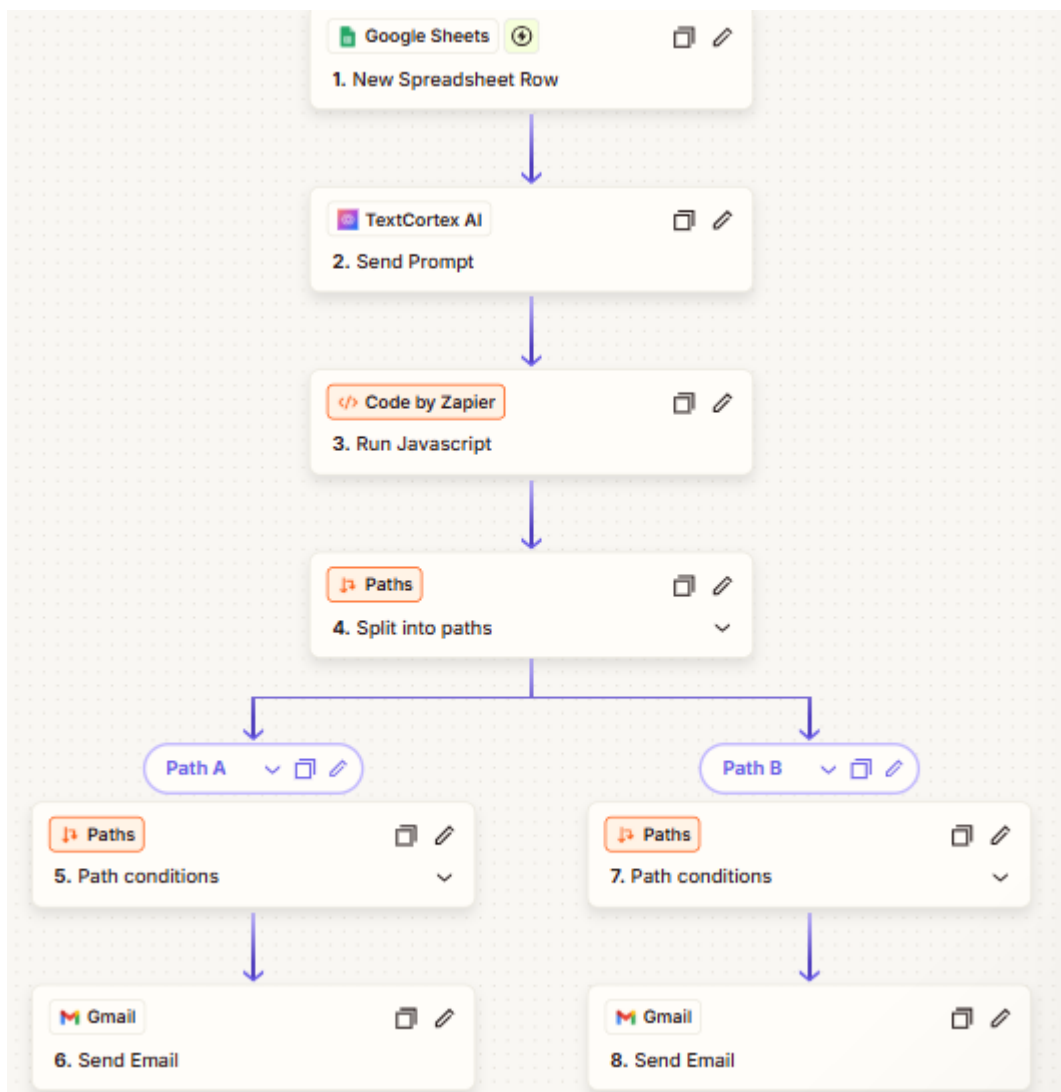 Google Sheets
1. New Spreadsheet Row
TextCortex AI
2. Send Prompt
Code by Zapier
3. Run Javascript
Paths
4. Split into paths
Path A
Path B
Paths
5. Path conditions
Paths
7. Path conditions
Gmail
6. Send Email
Gmail
8. Send Email